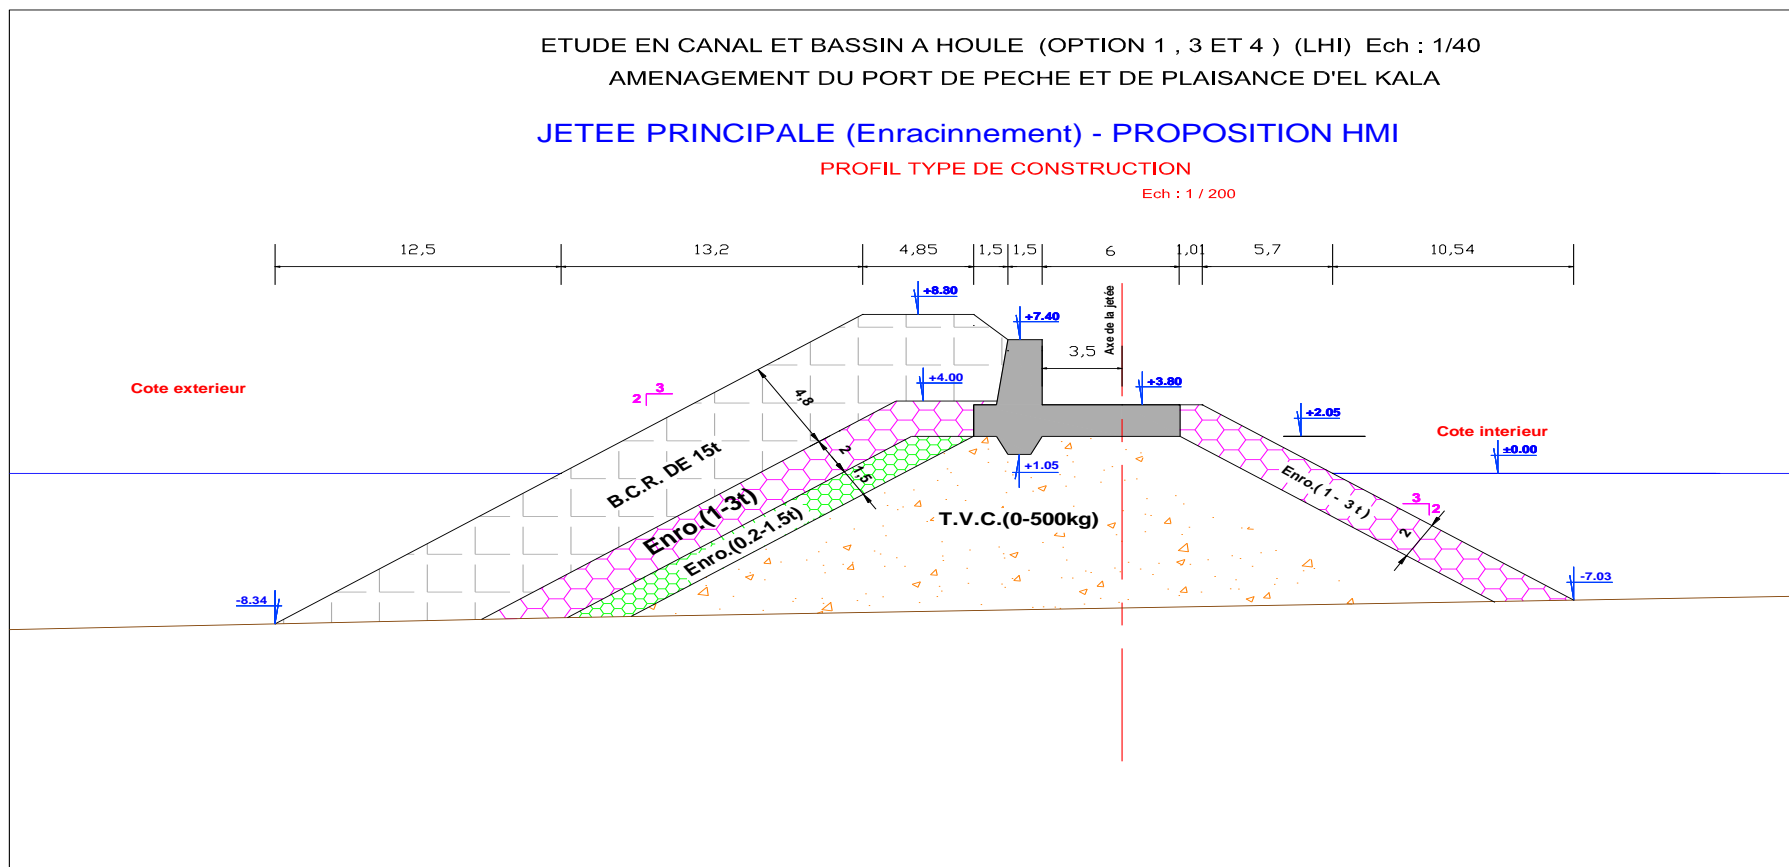 ETUDE EN CANAL ET BASSIN A HOULE (OPTION 1 , 3 ET 4 ) (LHI) Ech : 1/40
AMENAGEMENT DU PORT DE PECHE ET DE PLAISANCE D'EL KALA
JETEE PRINCIPALE (Enracinnement) - PROPOSITION HMI
PROFIL TYPE DE CONSTRUCTION
Ech : 1 / 200
12,5 13,2 4,85 1,5 1,5 6 1,01 5,7 10,54
+8.80
+7.40
Axe de la jetée
3,5
+4.00
+3.80
+2.05
Cote exterieur
3
2
4,8
2
1,5
Cote interieur
±0.00
+1.05
B.C.R. DE 15t
Enro.(1-3t)
Enro.(0.2-1.5t)
T.V.C.(0-500kg)
Enro.( 1 - 3 t )
3
2
2
-8.34
-7.03